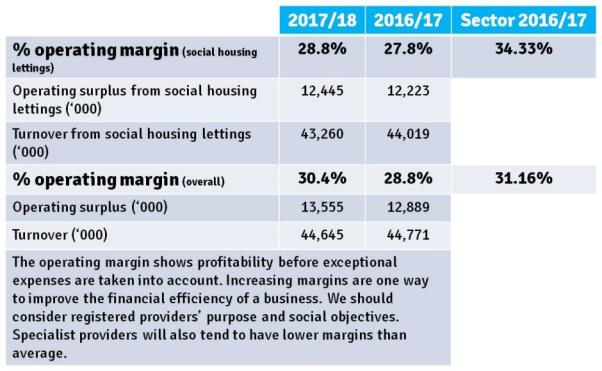 2017/18 2016/17 Sector 2016/17
% operating margin (social housing 28.8% 27.8% 34.33%
lettings)
Operating surplus from social housing 12,445 12,223
lettings (‘000)
Turnover from social housing lettings 43,260 44,019
(‘000)
% operating margin (overall) 30.4% 28.8% 31.16%
Operating surplus (‘000) 13,555 12,889
Turnover (‘000) 44,645 44,771
The operating margin shows profitability before exceptional
expenses are taken into account. Increasing margins are one way
to improve the financial efficiency of a business. We should
consider registered providers’ purpose and social objectives.
Specialist providers will also tend to have lower margins than
average.